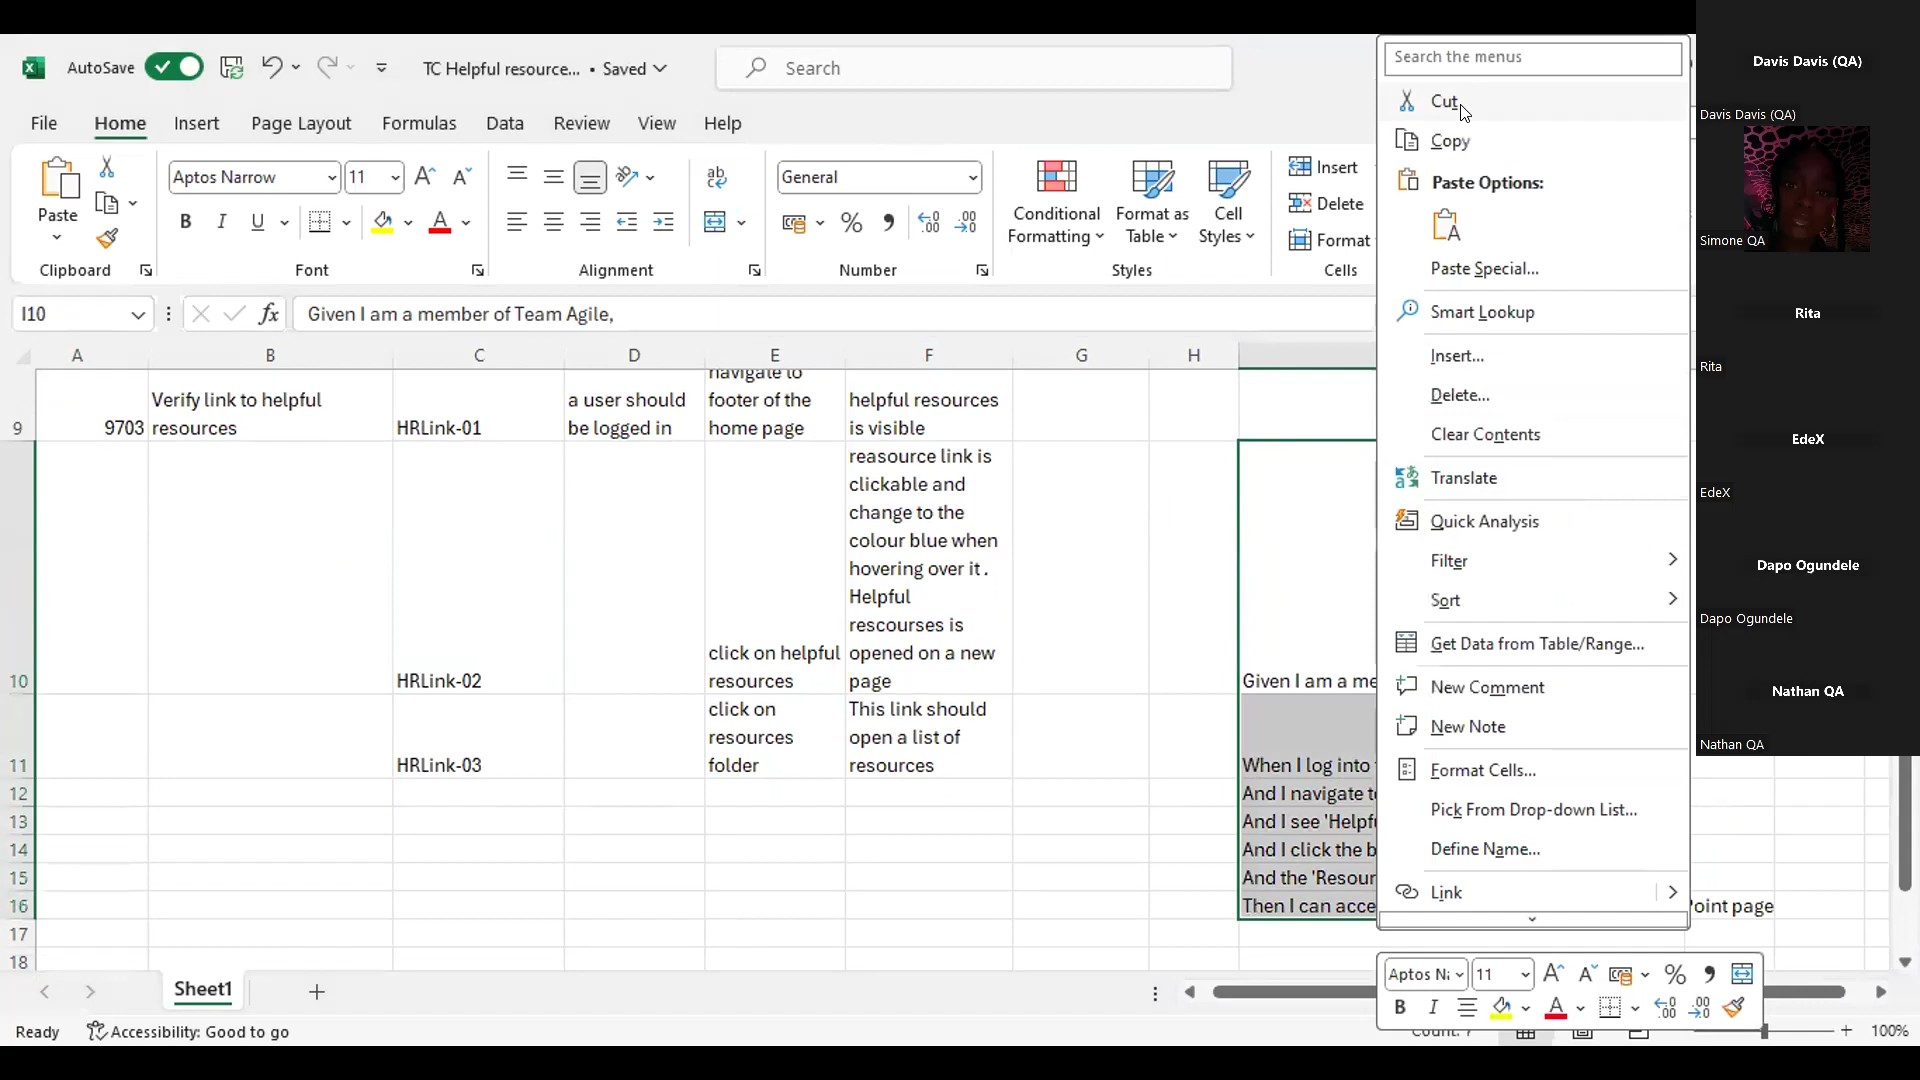 AutoSave
TC Helpful resource... • Saved
Search
File Home Insert Page Layout Formulas Data Review View Help
Paste
Clipboard
Aptos Narrow 11
B I U
A
Font
ab
Alignment
General
%
Number
Conditional Formatting
Format as Table
Cell Styles
Styles
Insert
Delete
Format
Cells
I10
fx
Given I am a member of Team Agile,
A B C D E F G H
9
9703
Verify link to helpful
resources
HRLink-01
a user should
be logged in
navigate to
footer of the
home page
helpful resources
is visible
10
HRLink-02
click on helpful
resources
reasource link is
clickable and
change to the
colour blue when
hovering over it .
Helpful
rescourses is
opened on a new
page
Given I am a me
11
HRLink-03
click on
resources
folder
This link should
open a list of
resources
When I log into
12
And I navigate t
13
And I see 'Helpf
14
And I click the b
15
And the 'Resour
16
Then I can acce
Point page
17
18
Sheet1
Ready
Accessibility: Good to go
Count: 7
100%
Search the menus
Cut
Copy
Paste Options:
Paste Special...
Smart Lookup
Insert...
Delete...
Clear Contents
Translate
Quick Analysis
Filter
Sort
Get Data from Table/Range...
New Comment
New Note
Format Cells...
Pick From Drop-down List...
Define Name...
Link
Aptos Na 11
%
B I
A
Davis Davis (QA)
Davis Davis (QA)
Simone QA
Rita
Rita
EdeX
EdeX
Dapo Ogundele
Dapo Ogundele
Nathan QA
Nathan QA